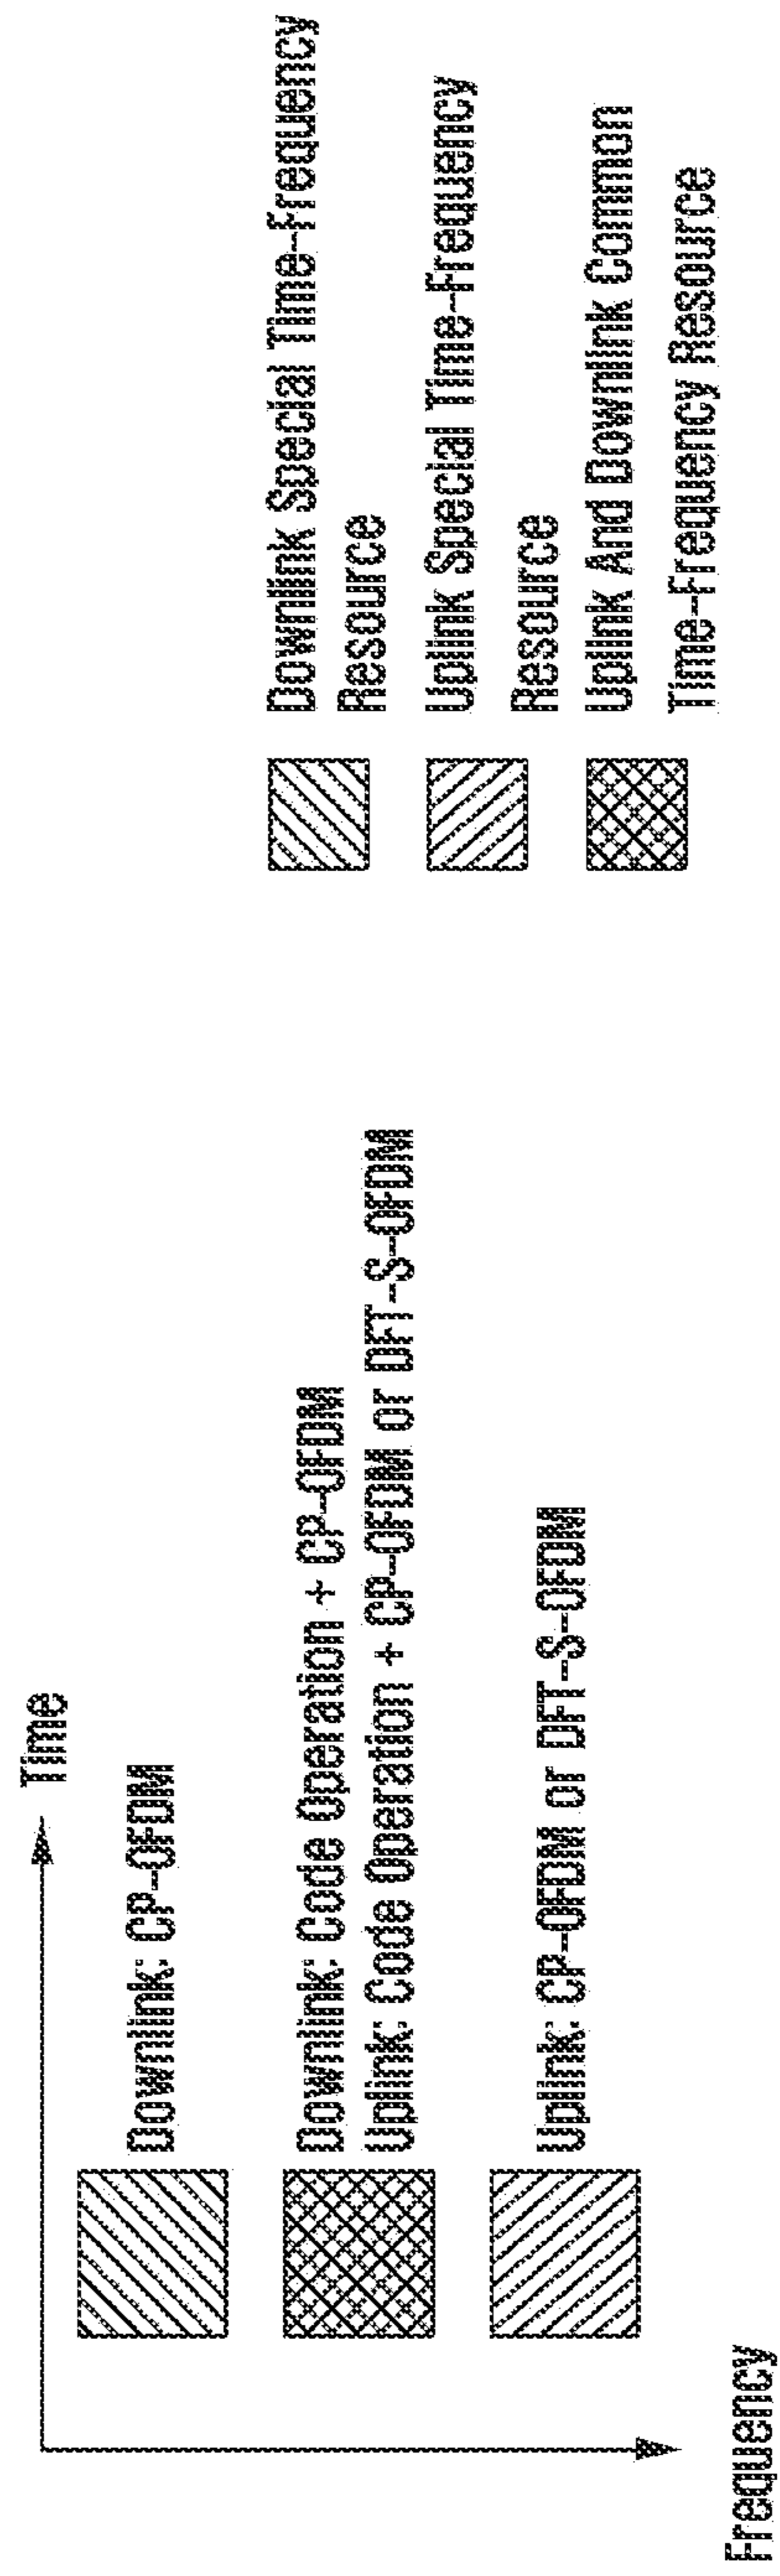 Time
Downlink: CP-OFDM
Downlink: Code Operation + CP-OFDM
Uplink: Code Operation + CP-OFDM or DFT-S-OFDM
Uplink: CP-OFDM or DFT-S-OFDM
Frequency
Downlink Special Time-Frequency
Resource
Uplink Special Time-Frequency
Resource
Uplink And Downlink Common
Time-Frequency Resource